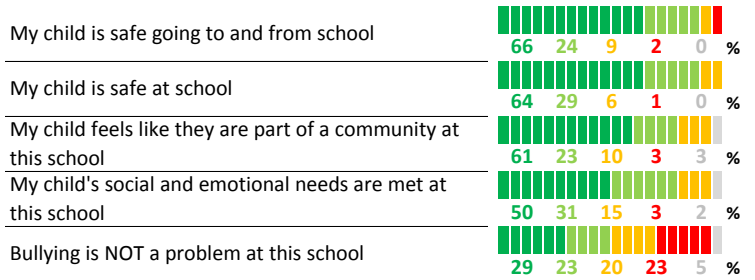 My child is safe going to and from school
66 24 9 2 0 %
My child is safe at school
64 29 6 1 0 %
My child feels like they are part of a community at
this school
61 23 10 3 3 %
My child's social and emotional needs are met at
this school
50 31 15 3 2 %
Bullying is NOT a problem at this school
29 23 20 23 5 %